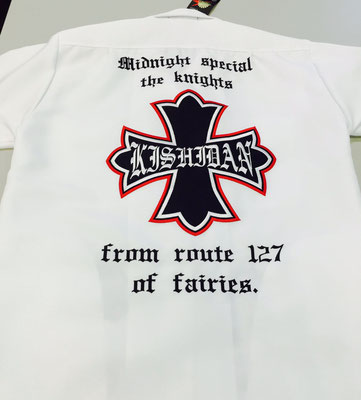 Midnight special
the knights
KISHIDAN
from route 127
of fairies.